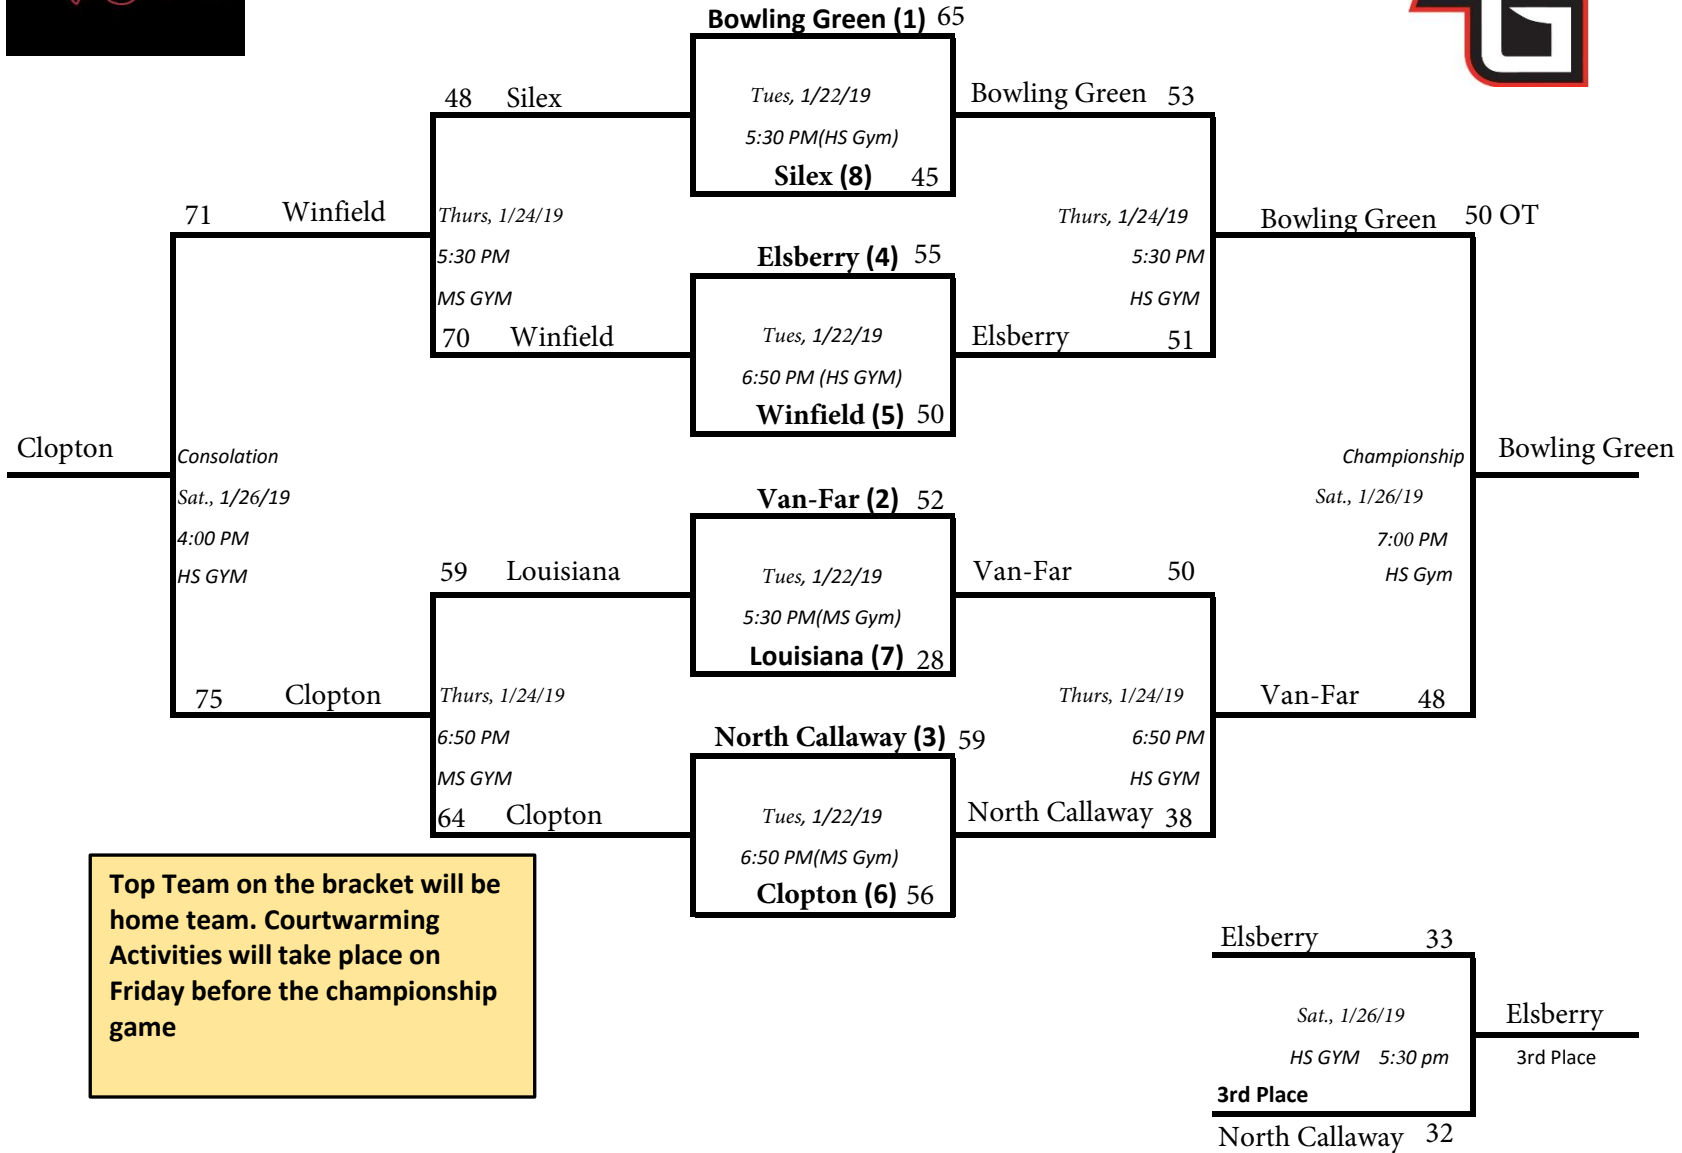 Bowling Green (1) 65
48 Silex
Tues, 1/22/19
Bowling Green 53
5:30 PM(HS Gym)
Silex (8) 45
71 Winfield
Thurs, 1/24/19
Thurs, 1/24/19
Bowling Green 50 OT
5:30 PM
Elsberry (4) 55
5:30 PM
MS GYM
HS GYM
70 Winfield
Tues, 1/22/19
Elsberry 51
6:50 PM (HS GYM)
Winfield (5) 50
Clopton
Consolation
Championship
Bowling Green
Sat., 1/26/19
Van-Far (2) 52
Sat., 1/26/19
4:00 PM
7:00 PM
HS GYM
59 Louisiana
Tues, 1/22/19
Van-Far 50
HS Gym
5:30 PM(MS Gym)
Louisiana (7) 28
75 Clopton
Thurs, 1/24/19
Thurs, 1/24/19
Van-Far 48
6:50 PM
North Callaway (3) 59
6:50 PM
MS GYM
HS GYM
64 Clopton
Tues, 1/22/19
North Callaway 38
6:50 PM(MS Gym)
Clopton (6) 56
Top Team on the bracket will be
home team. Courtwarming
Activities will take place on
Friday before the championship
game
Elsberry 33
Sat., 1/26/19
Elsberry
HS GYM 5:30 pm
3rd Place
3rd Place
North Callaway 32